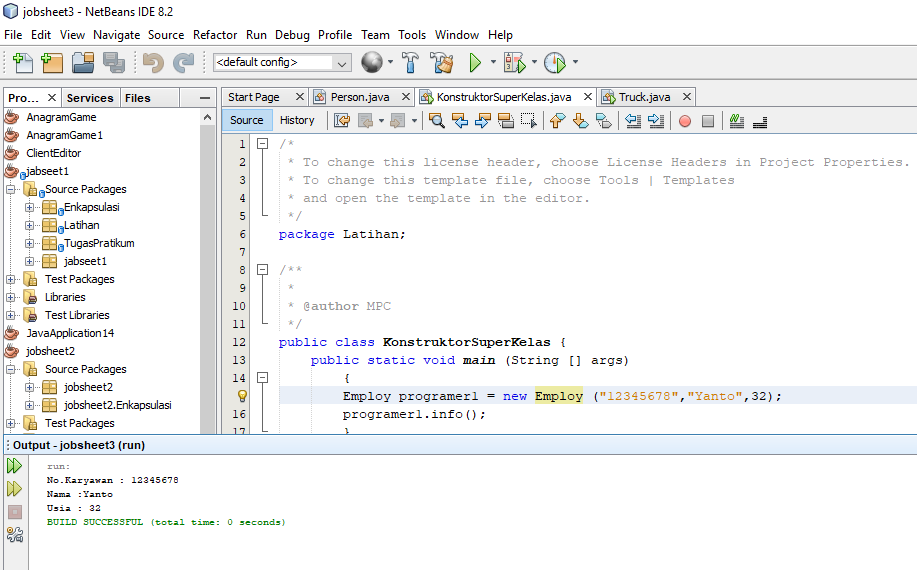 jobsheet3 - NetBeans IDE 8.2
File Edit View Navigate Source Refactor Run Debug Profile Team Tools Window Help
<default config>
Pro... Services Files
AnagramGame
AnagramGame1
ClientEditor
jabseet1
Source Packages
Enkapsulasi
Latihan
TugasPratikum
jabseet1
Test Packages
Libraries
Test Libraries
JavaApplication14
jobsheet2
Source Packages
jobsheet2
jobsheet2.Enkapsulasi
Test Packages
Start Page Person.java KonstruktorSuperKelas.java Truck.java
Source History
1 /*
2 * To change this license header, choose License Headers in Project Properties.
3 * To change this template file, choose Tools | Templates
4 * and open the template in the editor.
5 */
6 package Latihan;
7
8 /**
9 *
10 * @author MPC
11 */
12 public class KonstruktorSuperKelas {
13 public static void main (String [] args)
14 {
Employ programer1 = new Employ ("12345678","Yanto",32);
16 programer1.info();
17 }
Output - jobsheet3 (run)
run:
No.Karyawan : 12345678
Nama :Yanto
Usia : 32
BUILD SUCCESSFUL (total time: 0 seconds)